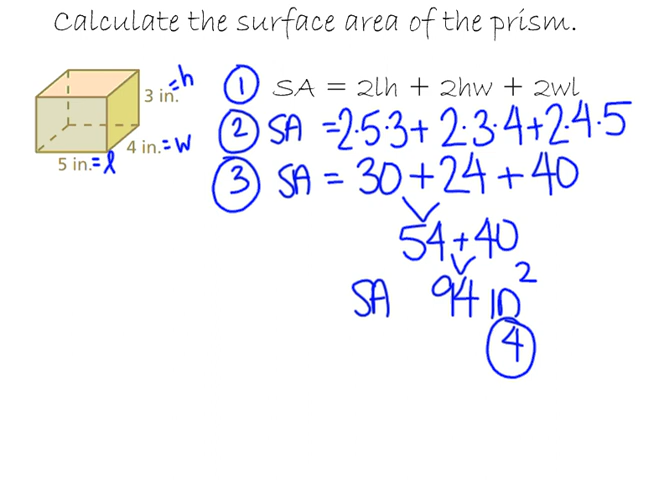 Calculate the surface area of the prism.
3 in. =h
4 in. =w
5 in. =l
① SA = 2lh + 2hw + 2wl
② SA =2·5·3+ 2·3·4+2·4·5
③ SA = 30+24+40
54+40
SA 94 in²
④